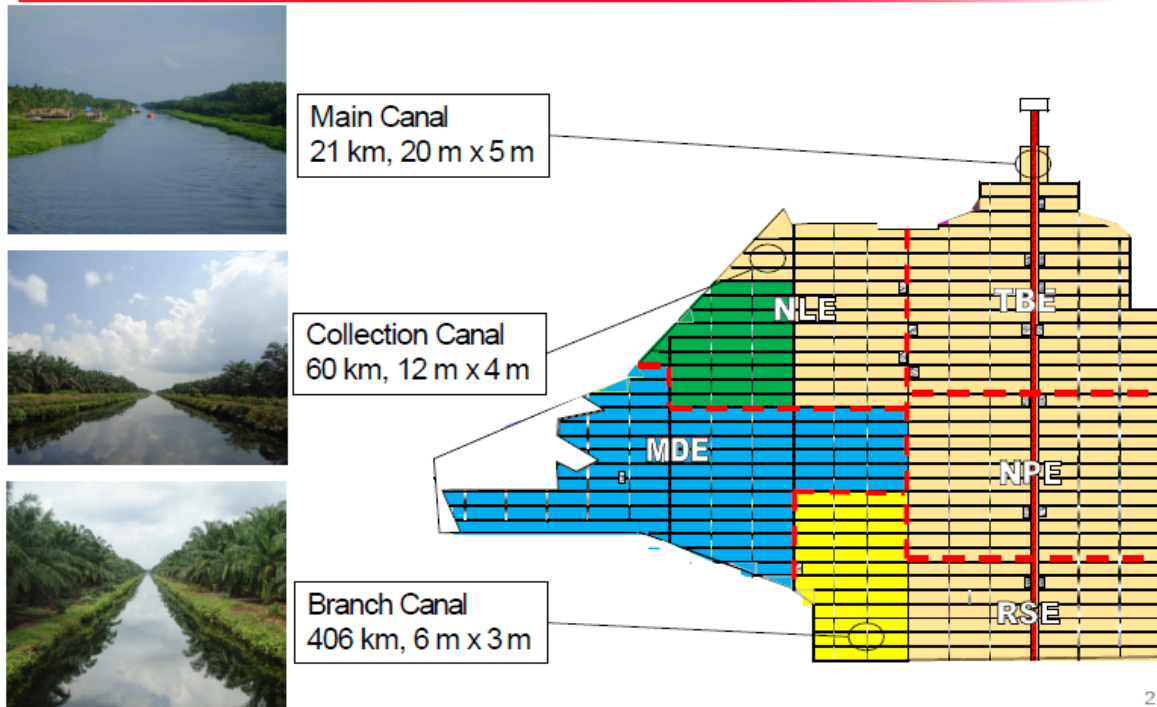 Main Canal
21 km, 20 m x 5 m
Collection Canal
60 km, 12 m x 4 m
Branch Canal
406 km, 6 m x 3 m
NLE
TBE
MDE
NPE
RSE
2